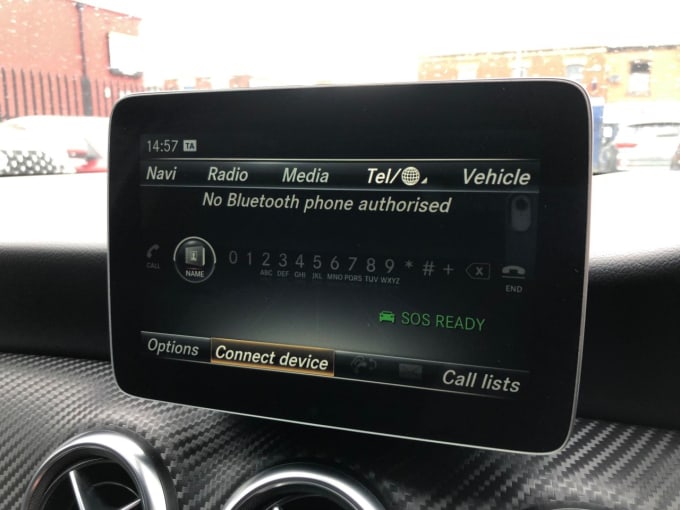 14:57 TA
Navi Radio Media Tel/ Vehicle
No Bluetooth phone authorised
CALL NAME 0 1 2 3 4 5 6 7 8 9 * # + END
ABC DEF GHI JKL MNO PQRS TUV WXYZ
SOS READY
Options Connect device Call lists